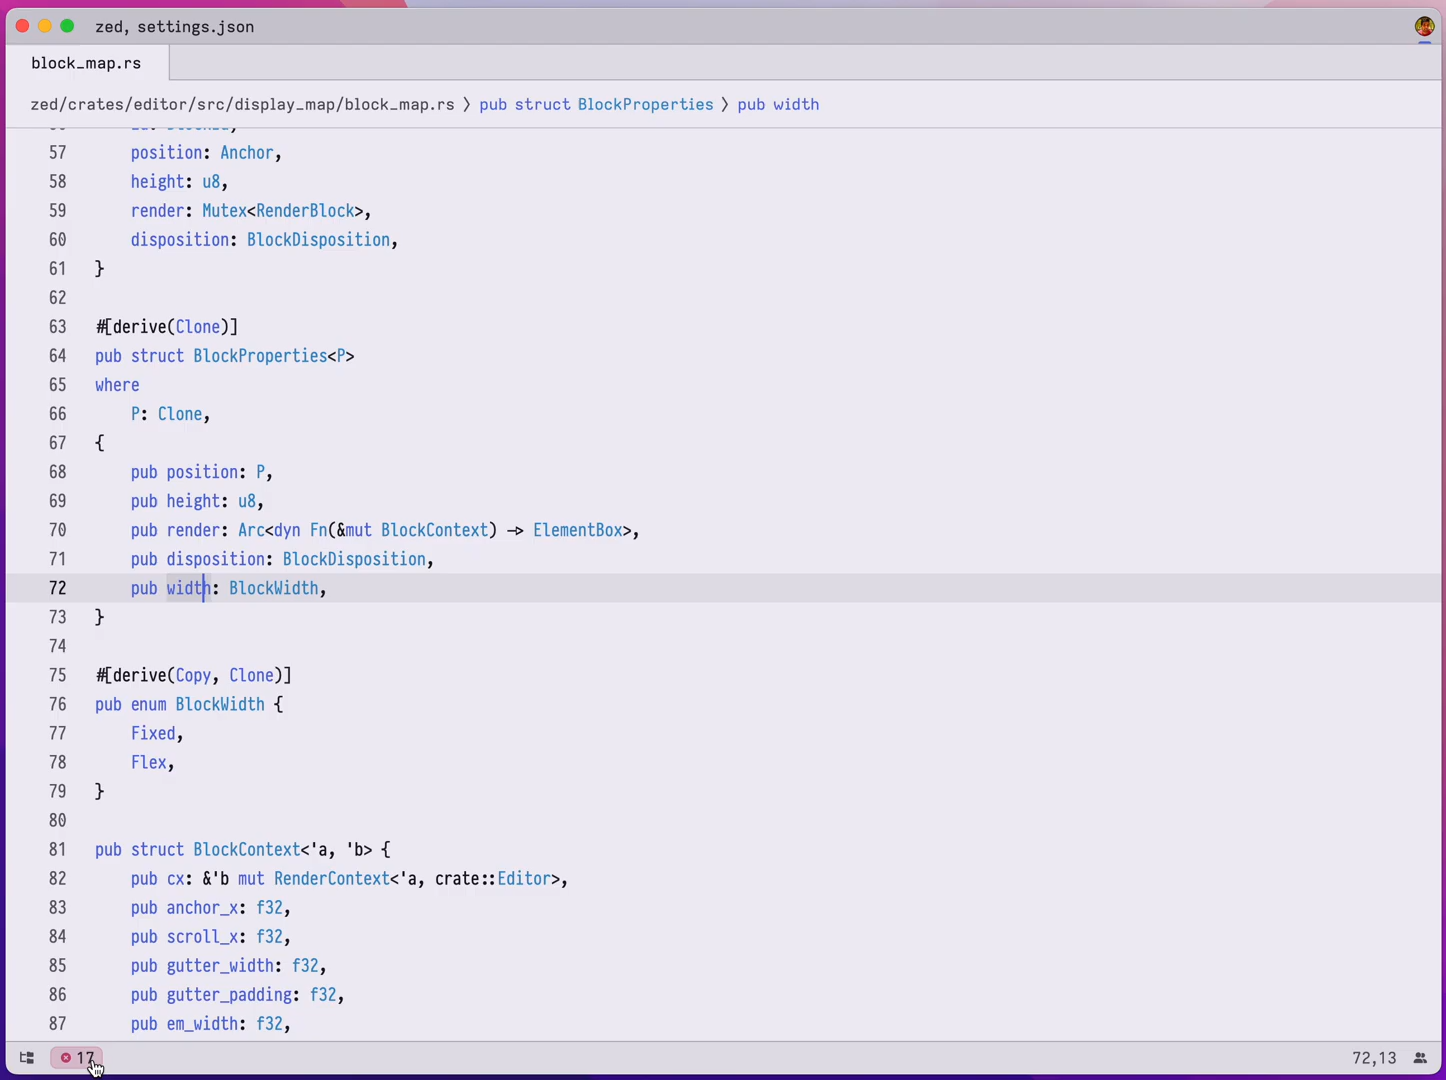 zed, settings.json
block_map.rs
zed/crates/editor/src/display_map/block_map.rs 〉 pub struct BlockProperties 〉 pub width
57 position: Anchor,
58 height: u8,
59 render: Mutex<RenderBlock>,
60 disposition: BlockDisposition,
61 }
62
63 #[derive(Clone)]
64 pub struct BlockProperties<P>
65 where
66 P: Clone,
67 {
68 pub position: P,
69 pub height: u8,
70 pub render: Arc<dyn Fn(&mut BlockContext) -> ElementBox>,
71 pub disposition: BlockDisposition,
72 pub width: BlockWidth,
73 }
74
75 #[derive(Copy, Clone)]
76 pub enum BlockWidth {
77 Fixed,
78 Flex,
79 }
80
81 pub struct BlockContext<'a, 'b> {
82 pub cx: &'b mut RenderContext<'a, crate::Editor>,
83 pub anchor_x: f32,
84 pub scroll_x: f32,
85 pub gutter_width: f32,
86 pub gutter_padding: f32,
87 pub em_width: f32,
17 72,13